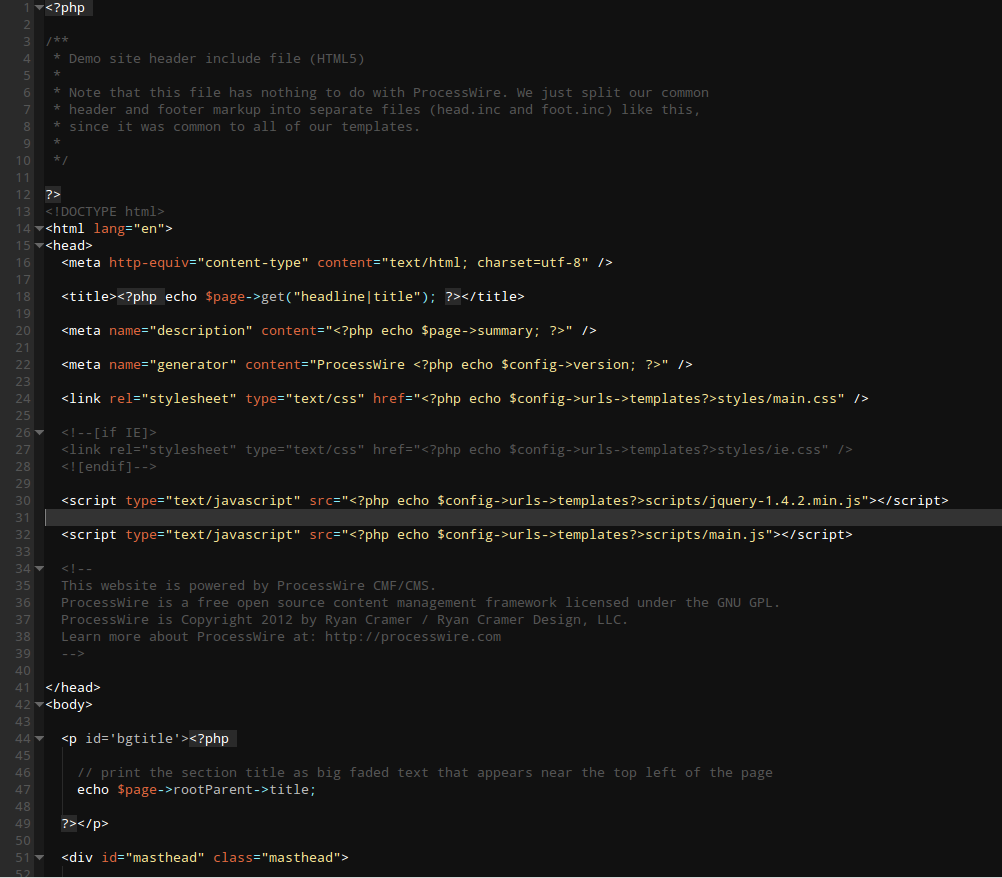 1 <?php
2
3 /**
4  * Demo site header include file (HTML5)
5  *
6  * Note that this file has nothing to do with ProcessWire. We just split our common
7  * header and footer markup into separate files (head.inc and foot.inc) like this,
8  * since it was common to all of our templates.
9  *
10  */
11
12 ?>
13 <!DOCTYPE html>
14 <html lang="en">
15 <head>
16   <meta http-equiv="content-type" content="text/html; charset=utf-8" />
17
18   <title><?php echo $page->get("headline|title"); ?></title>
19
20   <meta name="description" content="<?php echo $page->summary; ?>" />
21
22   <meta name="generator" content="ProcessWire <?php echo $config->version; ?>" />
23
24   <link rel="stylesheet" type="text/css" href="<?php echo $config->urls->templates?>styles/main.css" />
25
26   <!--[if IE]>
27   <link rel="stylesheet" type="text/css" href="<?php echo $config->urls->templates?>styles/ie.css" />
28   <![endif]-->
29
30   <script type="text/javascript" src="<?php echo $config->urls->templates?>scripts/jquery-1.4.2.min.js"></script>
31
32   <script type="text/javascript" src="<?php echo $config->urls->templates?>scripts/main.js"></script>
33
34   <!--
35   This website is powered by ProcessWire CMF/CMS.
36   ProcessWire is a free open source content management framework licensed under the GNU GPL.
37   ProcessWire is Copyright 2012 by Ryan Cramer / Ryan Cramer Design, LLC.
38   Learn more about ProcessWire at: http://processwire.com
39   -->
40
41 </head>
42 <body>
43
44   <p id='bgtitle'><?php
45
46     // print the section title as big faded text that appears near the top left of the page
47     echo $page->rootParent->title;
48
49   ?></p>
50
51   <div id="masthead" class="masthead">
52